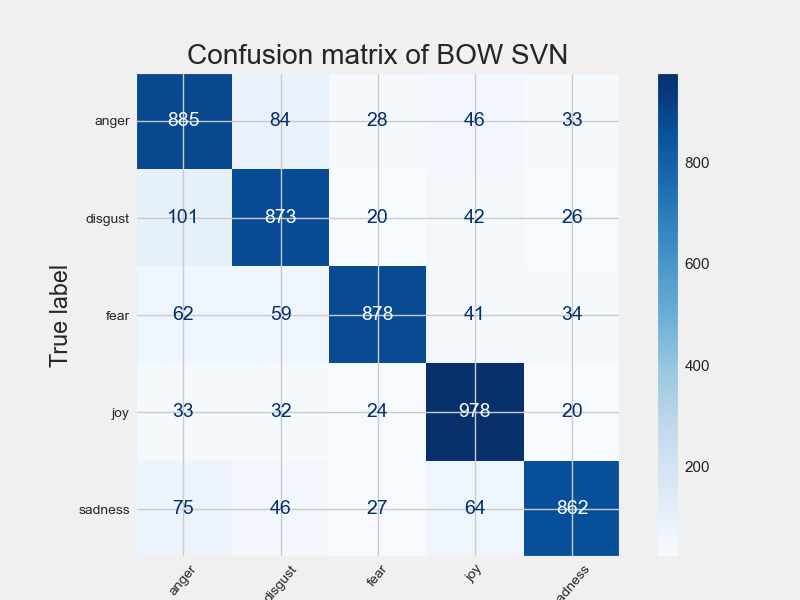 Confusion matrix of BOW SVN
anger 885 84 28 46 33
disgust 101 873 20 42 26
fear 62 59 878 41 34
joy 33 32 24 978 20
sadness 75 46 27 64 862
True label
anger disgust fear joy adness
800
600
400
200